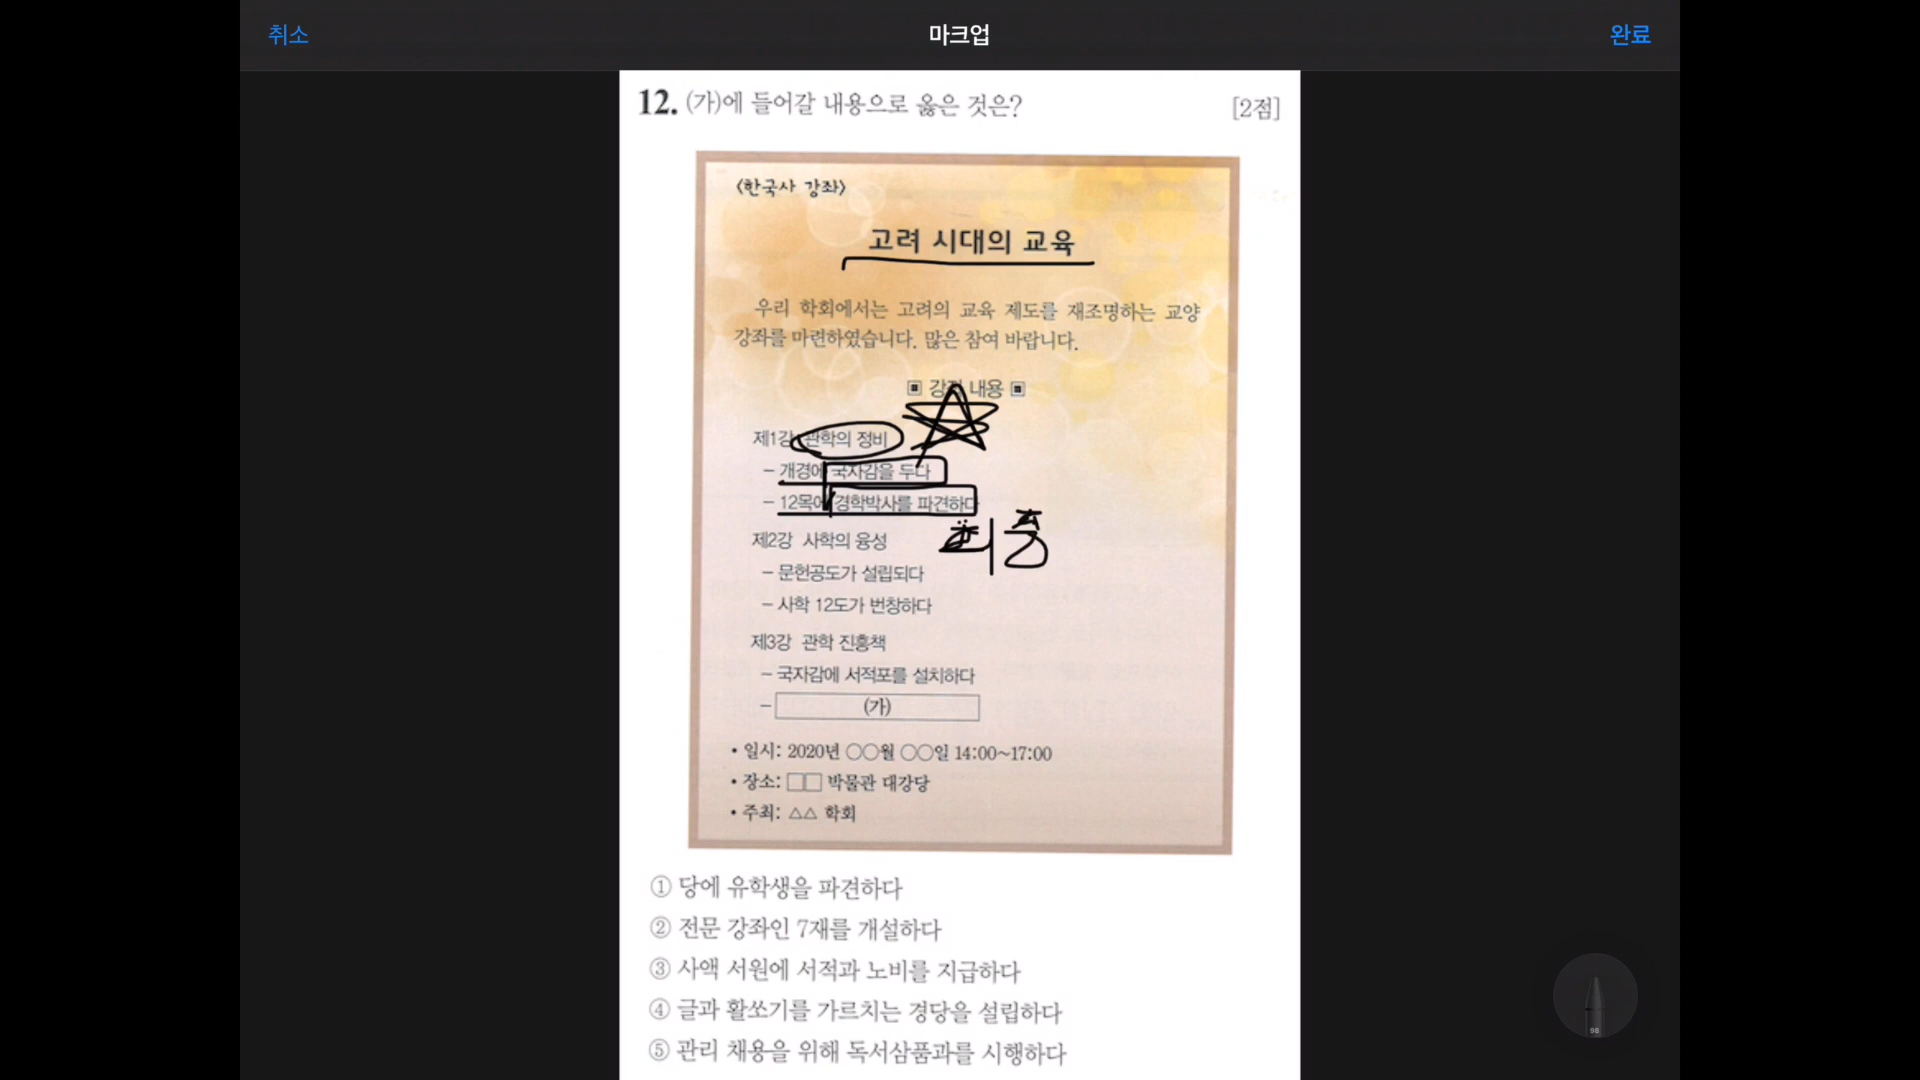 취소
마크업
완료
12. (가)에 들어갈 내용으로 옳은 것은?
[2점]
<한국사 강좌>
고려 시대의 교육
우리 학회에서는 고려의 교육 제도를 재조명하는 교양
강좌를 마련하였습니다. 많은 참여 바랍니다.
▣ 강좌 내용 ▣
제1강 관학의 정비
- 개경에 국자감을 두다
- 12목에 경학박사를 파견하다
제2강 사학의 융성
- 문헌공도가 설립되다
- 사학 12도가 번창하다
제3강 관학 진흥책
- 국자감에 서적포를 설치하다
- (가)
• 일시: 2020년 ○○월 ○○일 14:00~17:00
• 장소: □□ 박물관 대강당
• 주최: △△ 학회
① 당에 유학생을 파견하다
② 전문 강좌인 7재를 개설하다
③ 사액 서원에 서적과 노비를 지급하다
④ 글과 활쏘기를 가르치는 경당을 설립하다
⑤ 관리 채용을 위해 독서삼품과를 시행하다
98